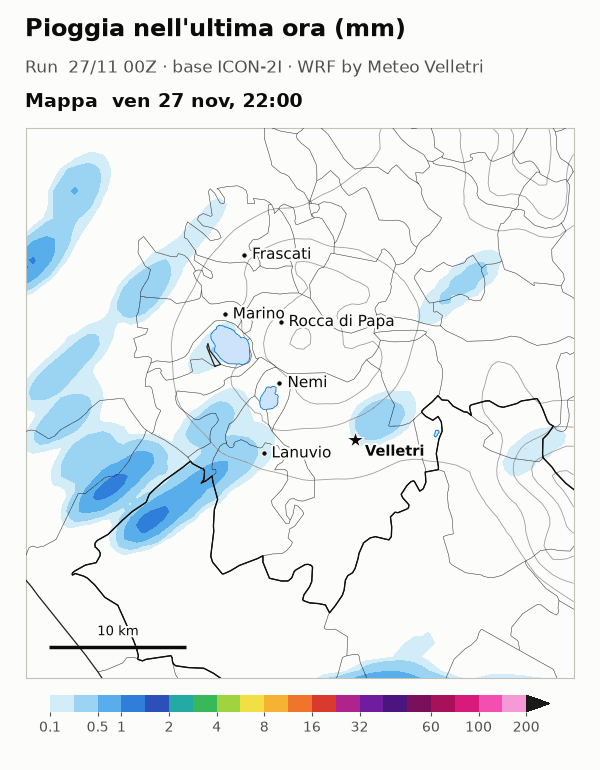 Pioggia nell'ultima ora (mm)
Run 27/11 00Z · base ICON-2I · WRF by Meteo Velletri
Mappa ven 27 nov, 22:00
Frascati
Marino
Rocca di Papa
Nemi
Velletri
Lanuvio
10 km
0.1 0.5 1 2 4 8 16 32 60 100 200